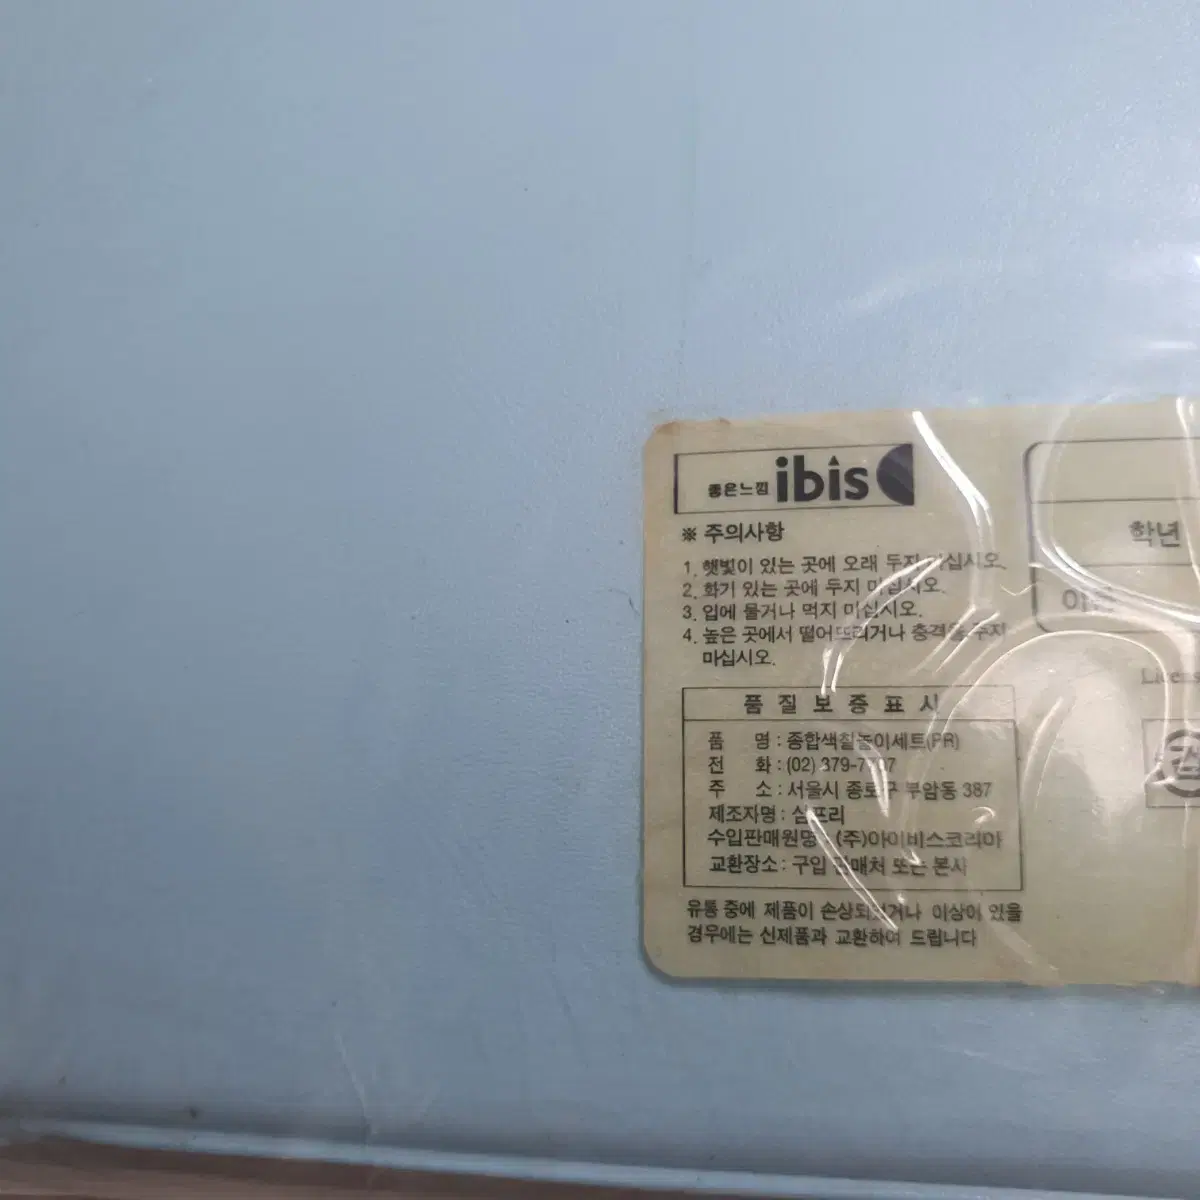 좋은느낌 ibis
※ 주의사항
1. 햇빛이 있는 곳에 오래 두지 마십시오.
2. 화기 있는 곳에 두지 마십시오.
3. 입에 물거나 먹지 마십시오.
4. 높은 곳에서 떨어뜨리거나 충격을 주지
마십시오.
품 질 보 증 표 시
품 명 : 종합색칠놀이세트(PR)
전 화 : (02)
주 소 : 서울시 종로구 부암동 387
제조자명 :
수입판매원명 : (주)아이비스코리아
교환장소 : 구입 판매처 또는 본사
유통 중에 제품이 손상되었거나 이상이 있을
경우에는 신제품과 교환하여 드립니다
학년
이름